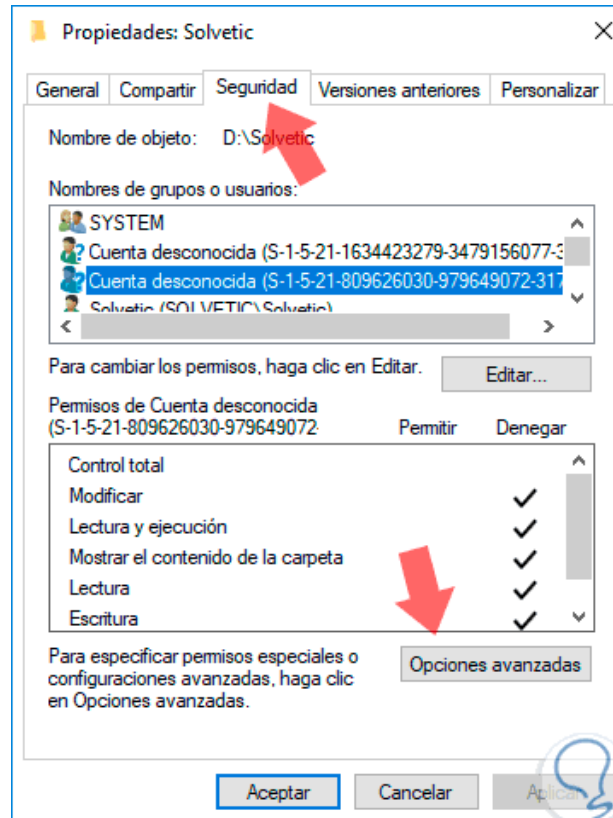 Propiedades: Solvetic
General Compartir Seguridad Versiones anteriores Personalizar
Nombre de objeto: D:\Solvetic
Nombres de grupos o usuarios:
SYSTEM
Cuenta desconocida (S-1-5-21-1634423279-3479156077-3
Cuenta desconocida (S-1-5-21-809626030-979649072-317
Solvetic (SOLVETIC\Solvetic)
Para cambiar los permisos, haga clic en Editar. Editar...
Permisos de Cuenta desconocida
(S-1-5-21-809626030-979649072- Permitir Denegar
Control total
Modificar
Lectura y ejecución
Mostrar el contenido de la carpeta
Lectura
Escritura
Para especificar permisos especiales o
configuraciones avanzadas, haga clic
en Opciones avanzadas.
Opciones avanzadas
Aceptar Cancelar Aplicar